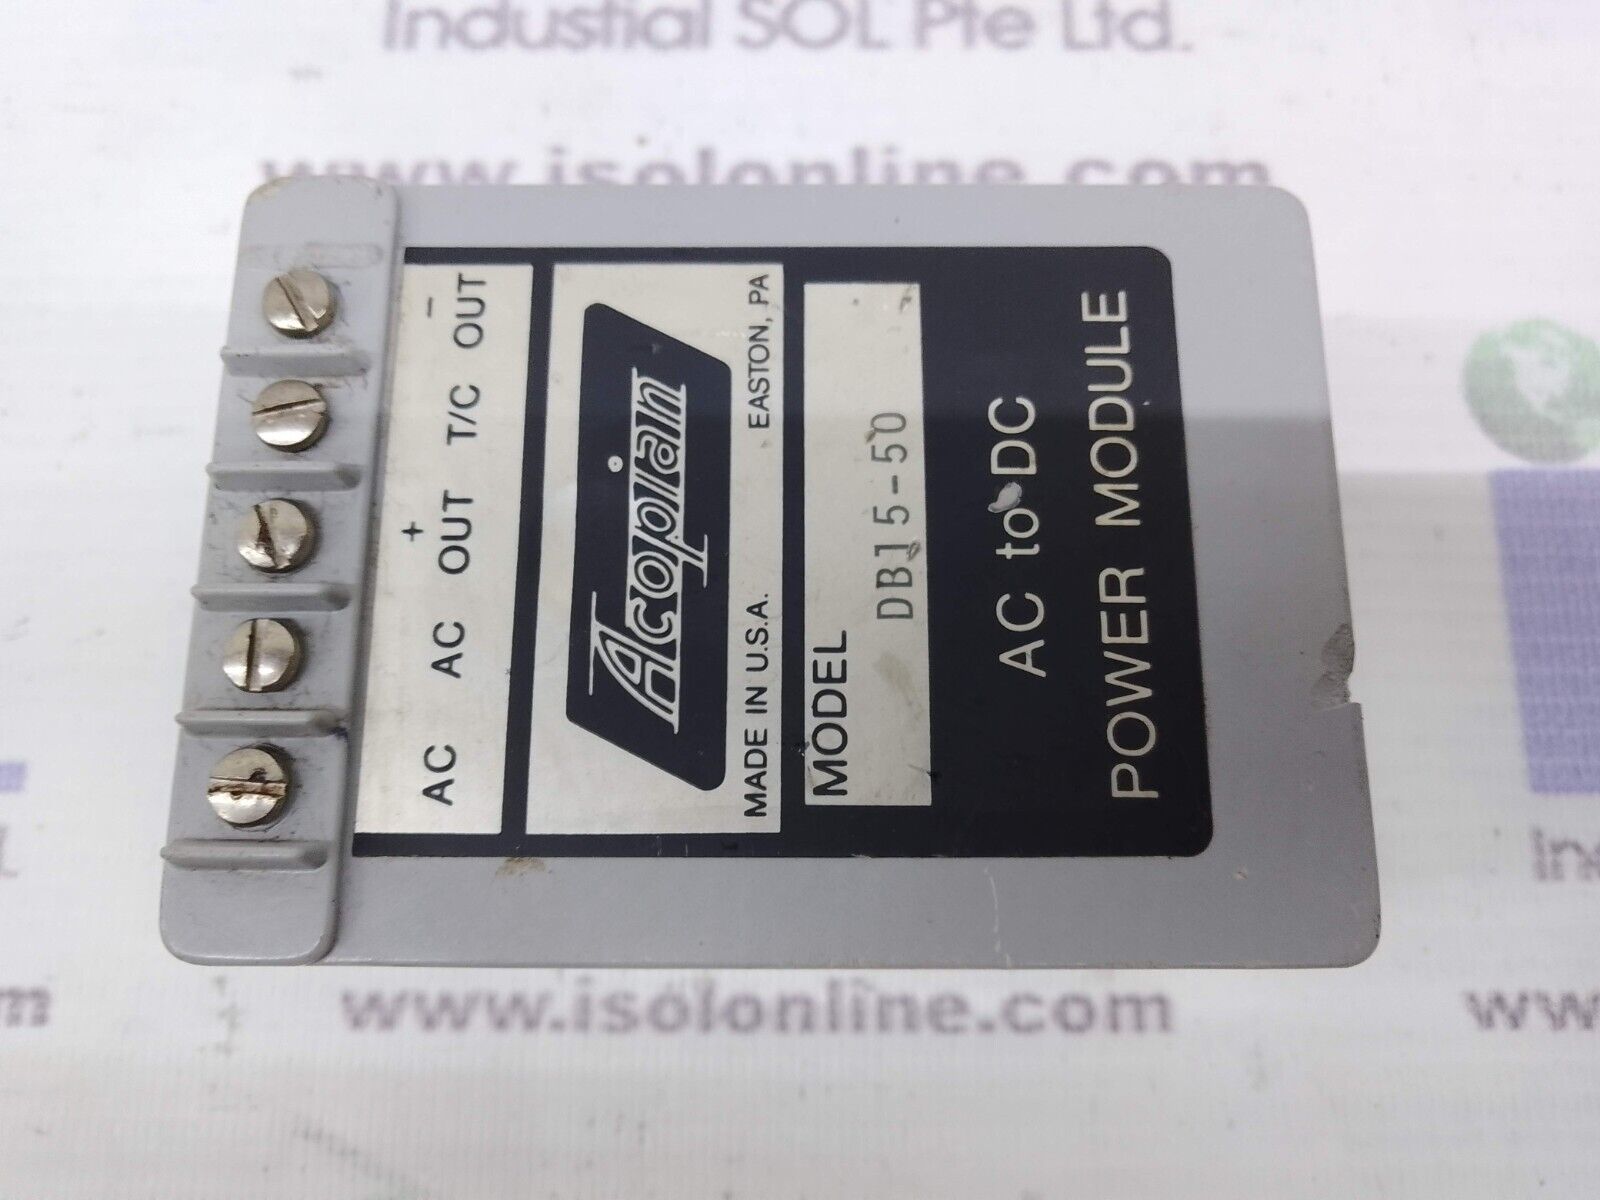 Industial SOL Pte Ltd.
www.isolonline.com
AC AC + OUT T/C - OUT
Acopian
MADE IN U.S.A. EASTON, PA
MODEL
DB15-50
AC to DC
POWER MODULE
www.isolonline.com